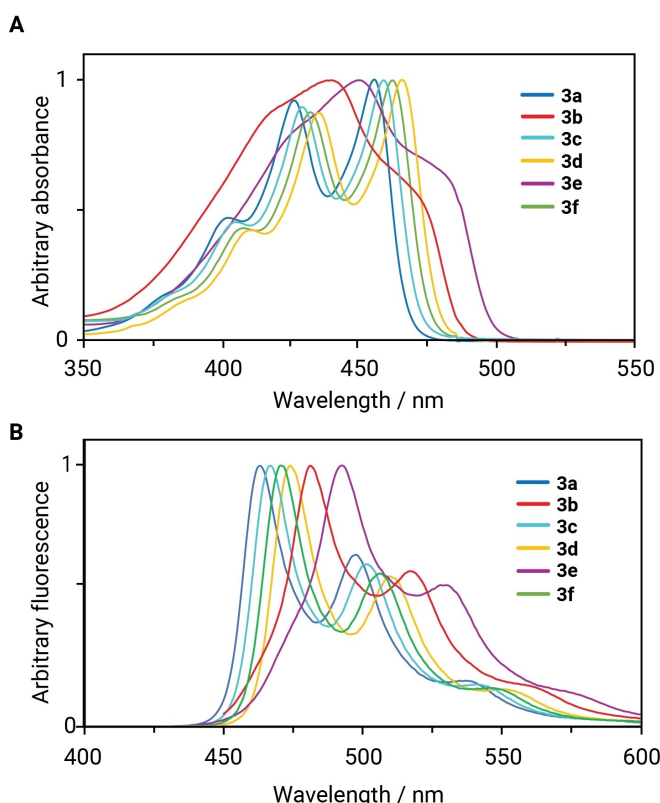 A
1
0
Arbitrary absorbance
3a
3b
3c
3d
3e
3f
350 400 450 500 550
Wavelength / nm
B
1
0
Arbitrary fluorescence
3a
3b
3c
3d
3e
3f
400 450 500 550 600
Wavelength / nm